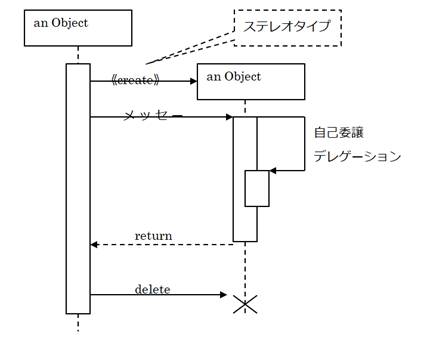 an Object
ステレオタイプ
《create》
an Object
メッセー
自己委譲
デレゲーション
return
delete